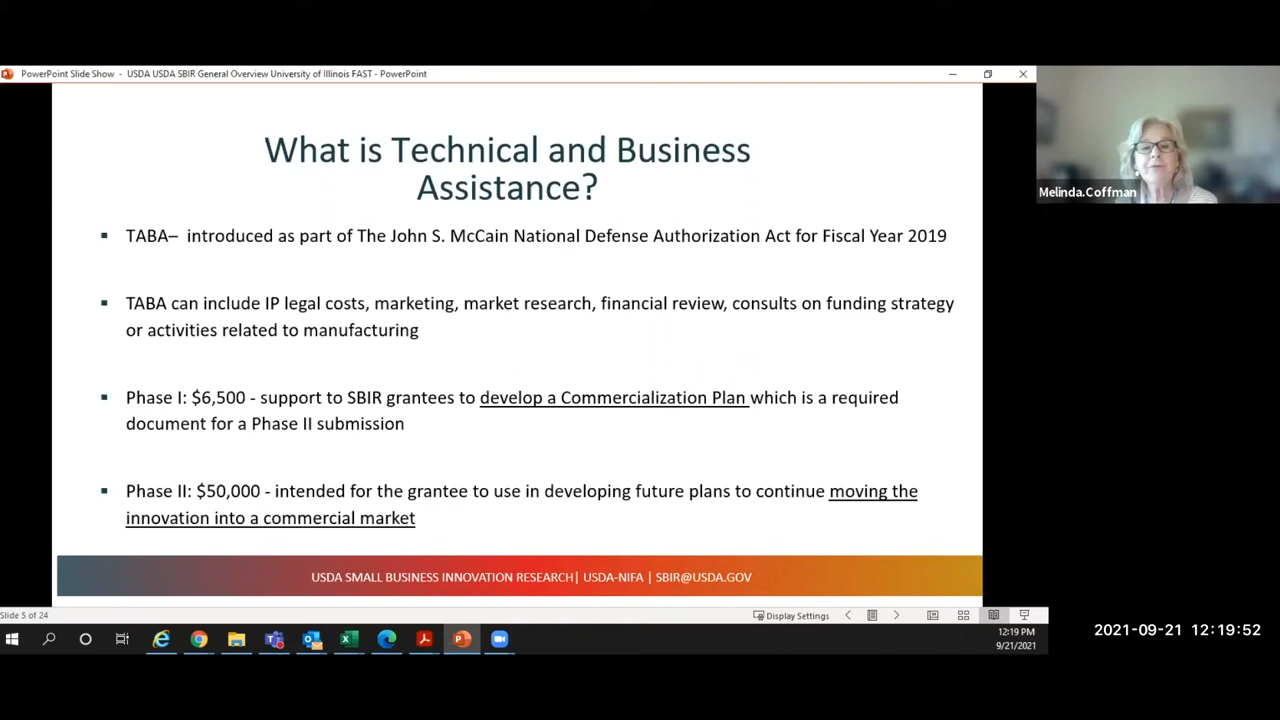 PowerPoint Slide Show - USDA USDA SBIR General Overview University of Illinois FAST - PowerPoint
What is Technical and Business
Assistance?
Melinda.Coffman
▪ TABA– introduced as part of The John S. McCain National Defense Authorization Act for Fiscal Year 2019
▪ TABA can include IP legal costs, marketing, market research, financial review, consults on funding strategy
or activities related to manufacturing
▪ Phase I: $6,500 - support to SBIR grantees to develop a Commercialization Plan which is a required
document for a Phase II submission
▪ Phase II: $50,000 - intended for the grantee to use in developing future plans to continue moving the
innovation into a commercial market
USDA SMALL BUSINESS INNOVATION RESEARCH| USDA-NIFA | SBIR@USDA.GOV
Slide 5 of 24
Display Settings
12:19 PM
9/21/2021
2021-09-21 12:19:52